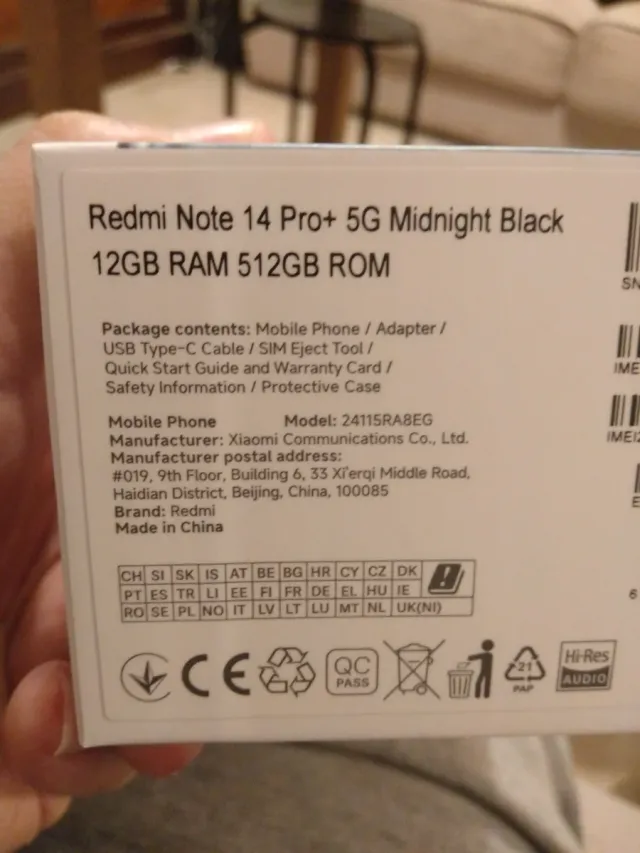 Redmi Note 14 Pro+ 5G Midnight Black
12GB RAM 512GB ROM
Package contents: Mobile Phone / Adapter /
USB Type-C Cable / SIM Eject Tool /
Quick Start Guide and Warranty Card /
Safety Information / Protective Case
Mobile Phone Model: 24115RA8EG
Manufacturer: Xiaomi Communications Co., Ltd.
Manufacturer postal address:
#019, 9th Floor, Building 6, 33 Xi'erqi Middle Road,
Haidian District, Beijing, China, 100085
Brand: Redmi
Made in China
CH SI SK IS AT BE BG HR CY CZ DK
PT ES TR LI EE FI FR DE EL HU IE
RO SE PL NO IT LV LT LU MT NL UK(NI)
CE
QC
PASS
21
PAP
Hi-Res
AUDIO
SN
IME
IMEI2
E
6